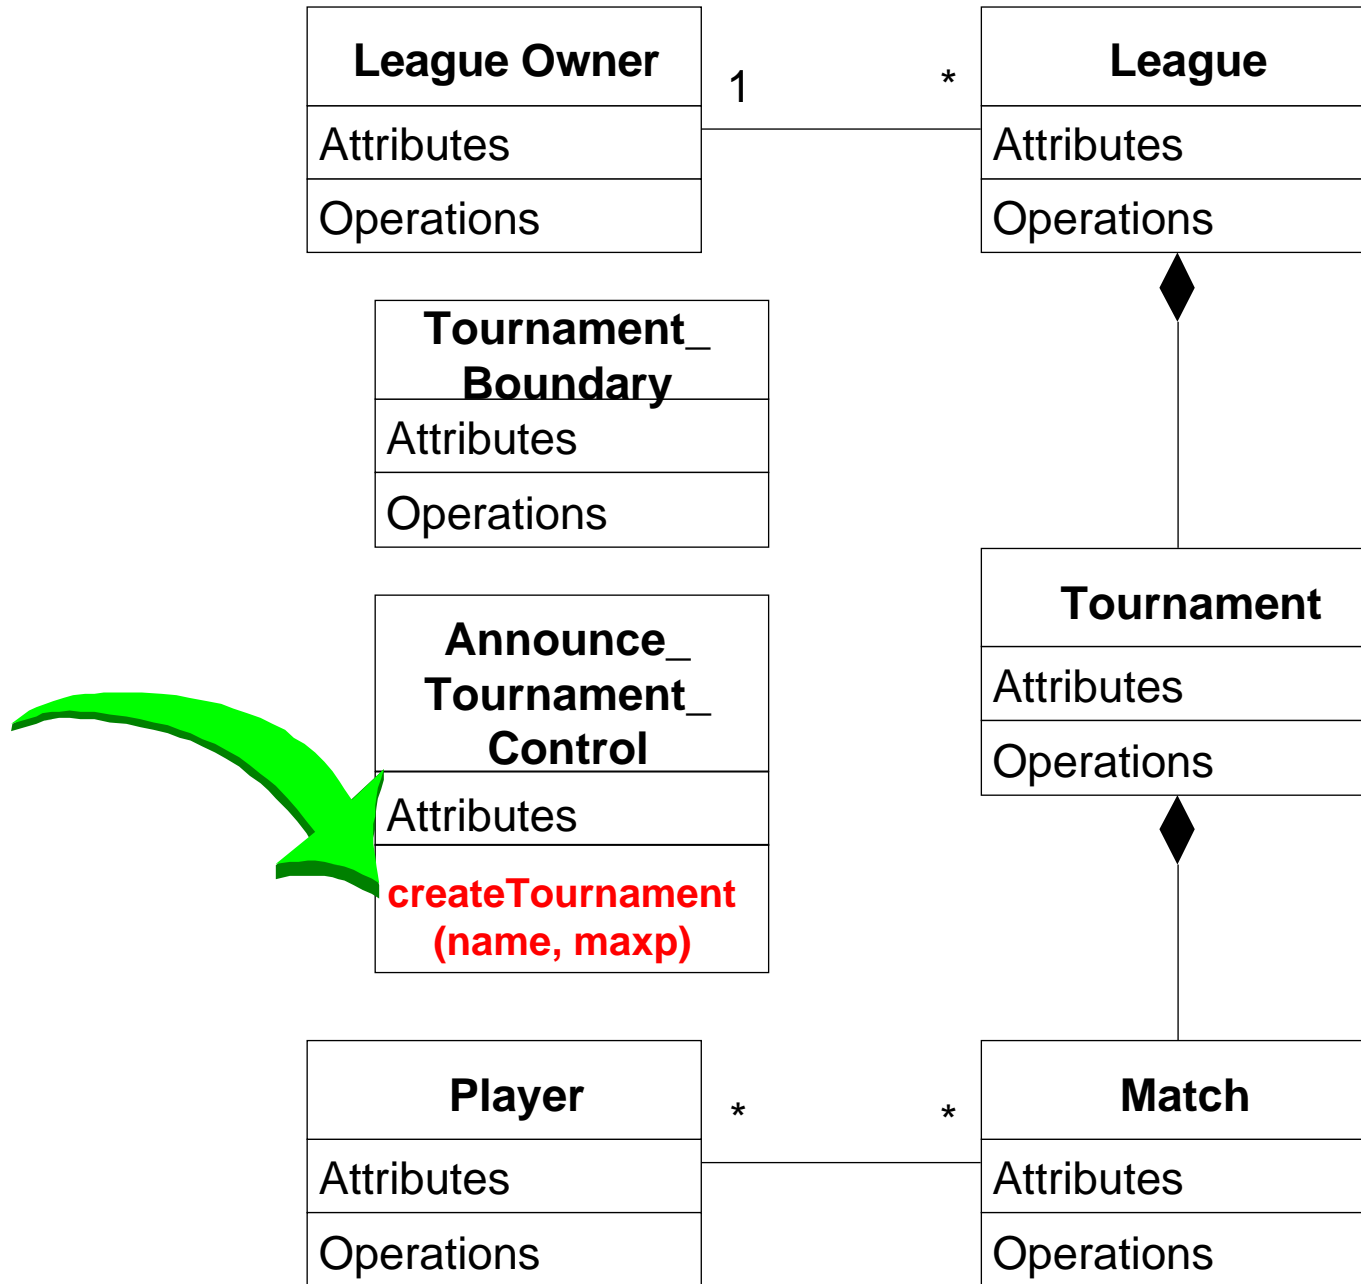 League Owner
Attributes
Operations
1
*
League
Attributes
Operations
Tournament_
Boundary
Attributes
Operations
Announce_
Tournament_
Control
Attributes
createTournament
(name, maxp)
Tournament
Attributes
Operations
Player
Attributes
Operations
*
*
Match
Attributes
Operations